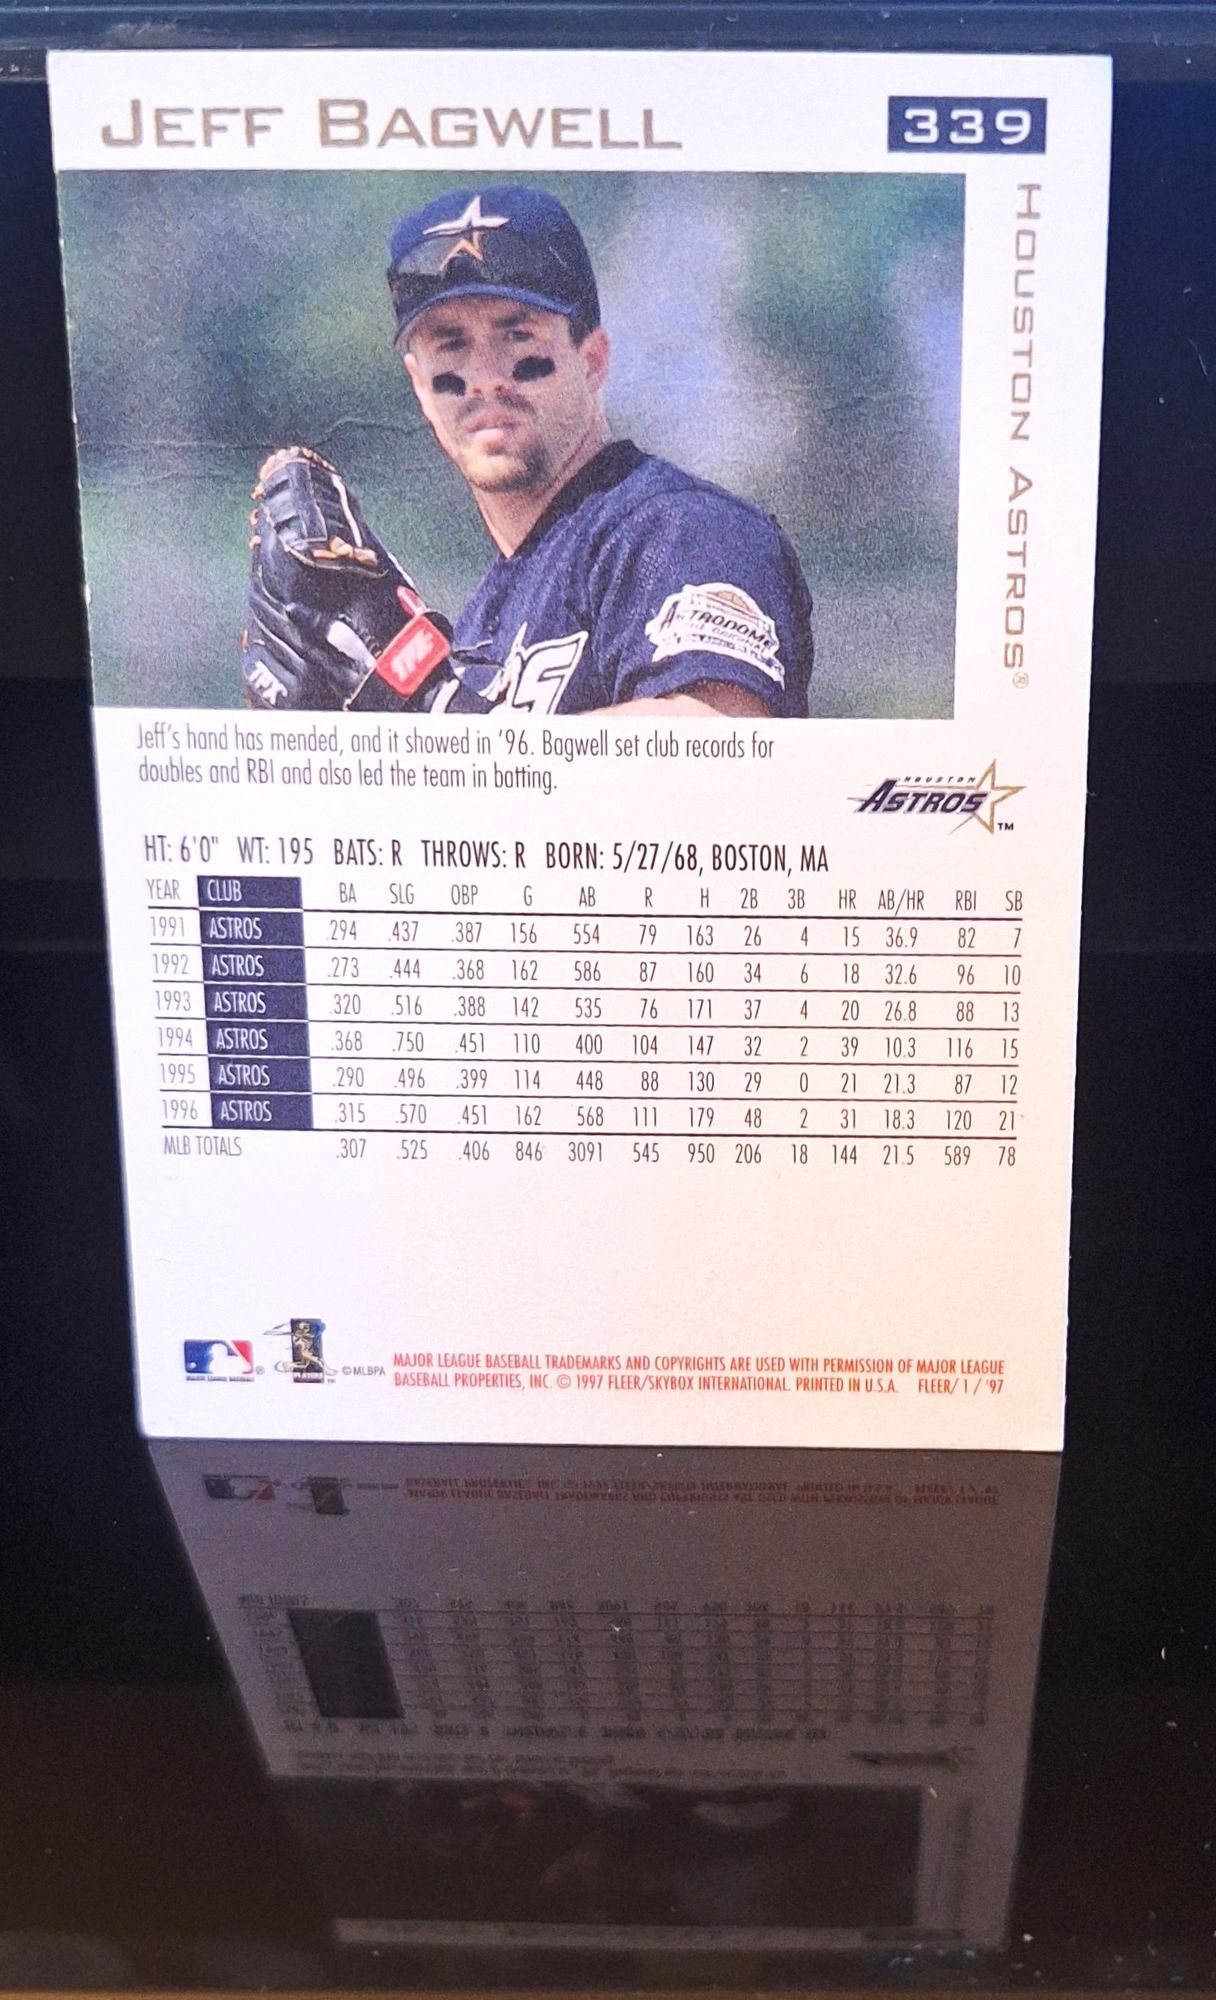 JEFF BAGWELL
339
HOUSTON ASTROS®
ASTRODOME
TPX
TPX
Jeff's hand has mended, and it showed in '96. Bagwell set club records for
doubles and RBI and also led the team in batting.
HOUSTON
ASTROS™
HT: 6'0" WT: 195 BATS: R THROWS: R BORN: 5/27/68, BOSTON, MA
YEAR CLUB BA SLG OBP G AB R H 2B 3B HR AB/HR RBI SB
1991 ASTROS .294 .437 .387 156 554 79 163 26 4 15 36.9 82 7
1992 ASTROS .273 .444 .368 162 586 87 160 34 6 18 32.6 96 10
1993 ASTROS .320 .516 .388 142 535 76 171 37 4 20 26.8 88 13
1994 ASTROS .368 .750 .451 110 400 104 147 32 2 39 10.3 116 15
1995 ASTROS .290 .496 .399 114 448 88 130 29 0 21 21.3 87 12
1996 ASTROS .315 .570 .451 162 568 111 179 48 2 31 18.3 120 21
MLB TOTALS .307 .525 .406 846 3091 545 950 206 18 144 21.5 589 78
©MLBPA
MAJOR LEAGUE BASEBALL TRADEMARKS AND COPYRIGHTS ARE USED WITH PERMISSION OF MAJOR LEAGUE
BASEBALL PROPERTIES, INC. © 1997 FLEER/SKYBOX INTERNATIONAL. PRINTED IN U.S.A. FLEER/1/'97